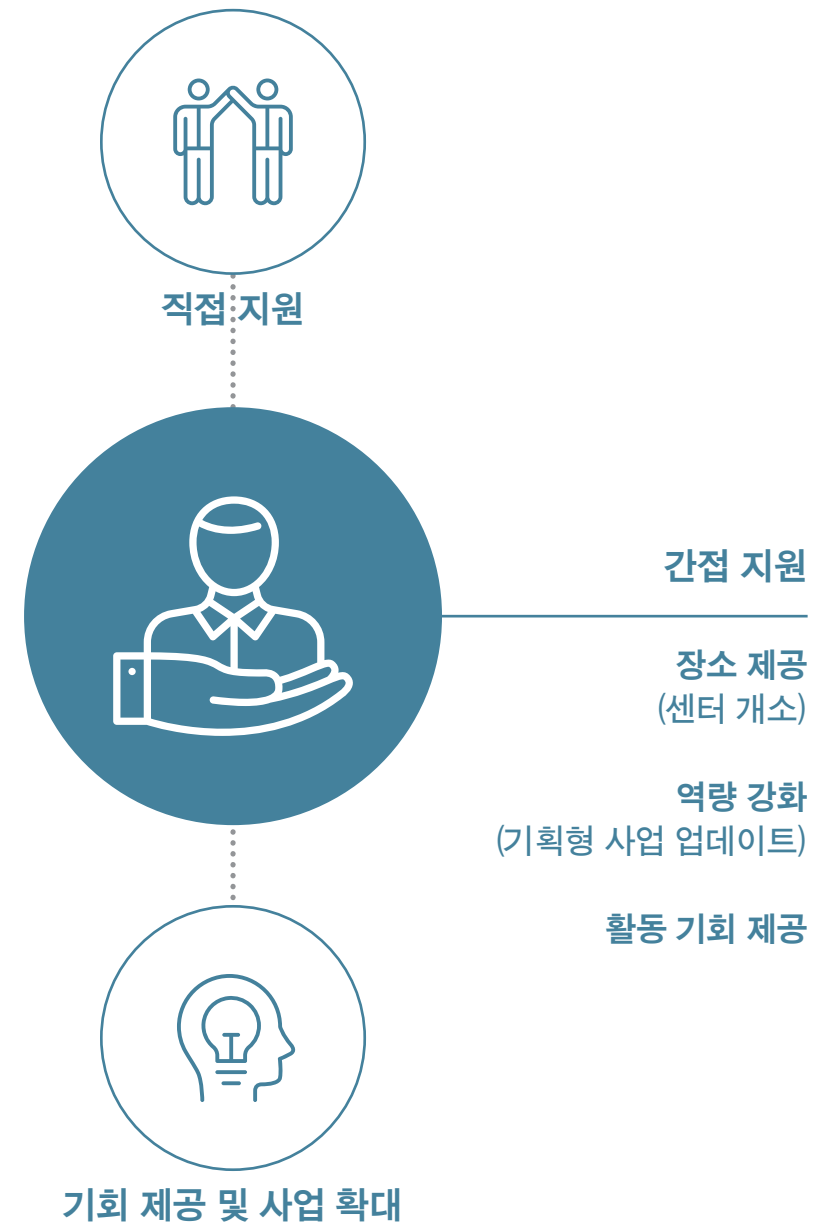 직접 지원
간접 지원
장소 제공
(센터 개소)
역량 강화
(기획형 사업 업데이트)
활동 기회 제공
기회 제공 및 사업 확대